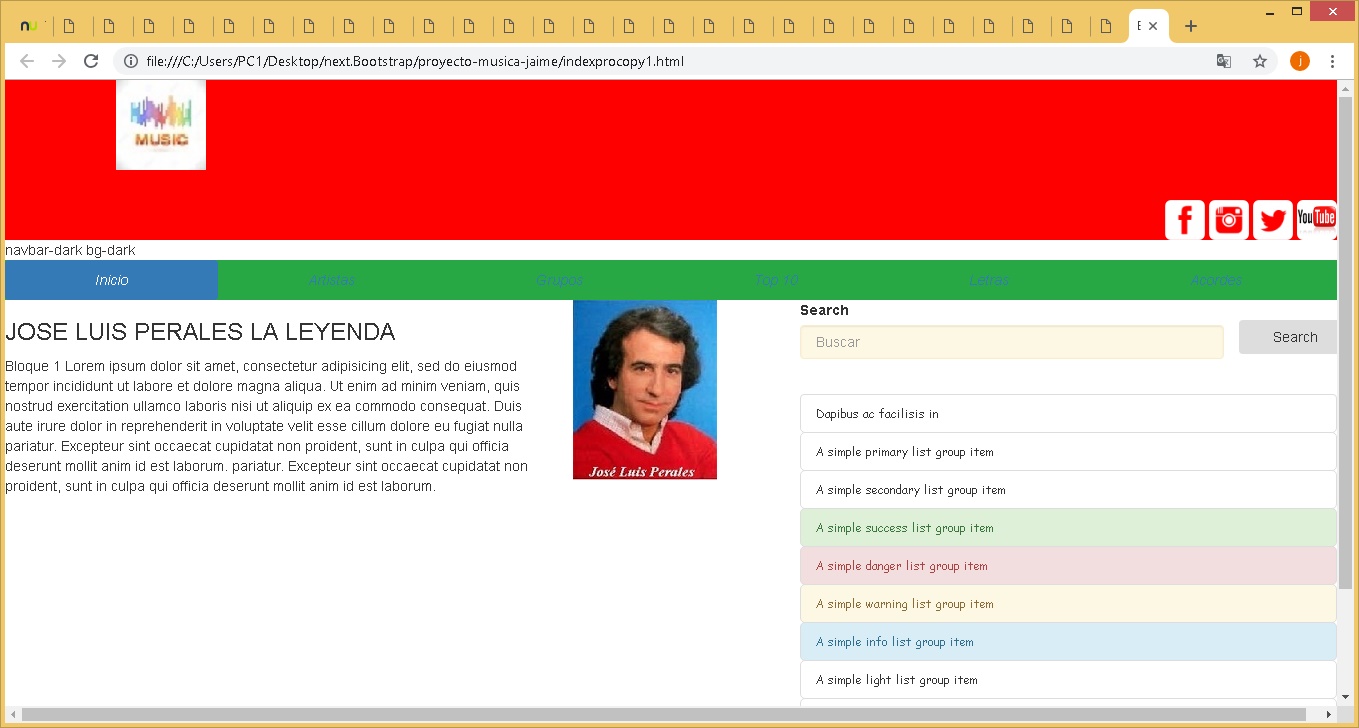 nu
E
file:///C:/Users/PC1/Desktop/next.Bootstrap/proyecto-musica-jaime/indexprocopy1.html
j
MUSIC
You Tube
navbar-dark bg-dark
Inicio Artistas Grupos Top 10 Letras Acordes
JOSE LUIS PERALES LA LEYENDA
Bloque 1 Lorem ipsum dolor sit amet, consectetur adipisicing elit, sed do eiusmod
tempor incididunt ut labore et dolore magna aliqua. Ut enim ad minim veniam, quis
nostrud exercitation ullamco laboris nisi ut aliquip ex ea commodo consequat. Duis
aute irure dolor in reprehenderit in voluptate velit esse cillum dolore eu fugiat nulla
pariatur. Excepteur sint occaecat cupidatat non proident, sunt in culpa qui officia
deserunt mollit anim id est laborum. pariatur. Excepteur sint occaecat cupidatat non
proident, sunt in culpa qui officia deserunt mollit anim id est laborum.
José Luis Perales
Search
Buscar
Search
Dapibus ac facilisis in
A simple primary list group item
A simple secondary list group item
A simple success list group item
A simple danger list group item
A simple warning list group item
A simple info list group item
A simple light list group item